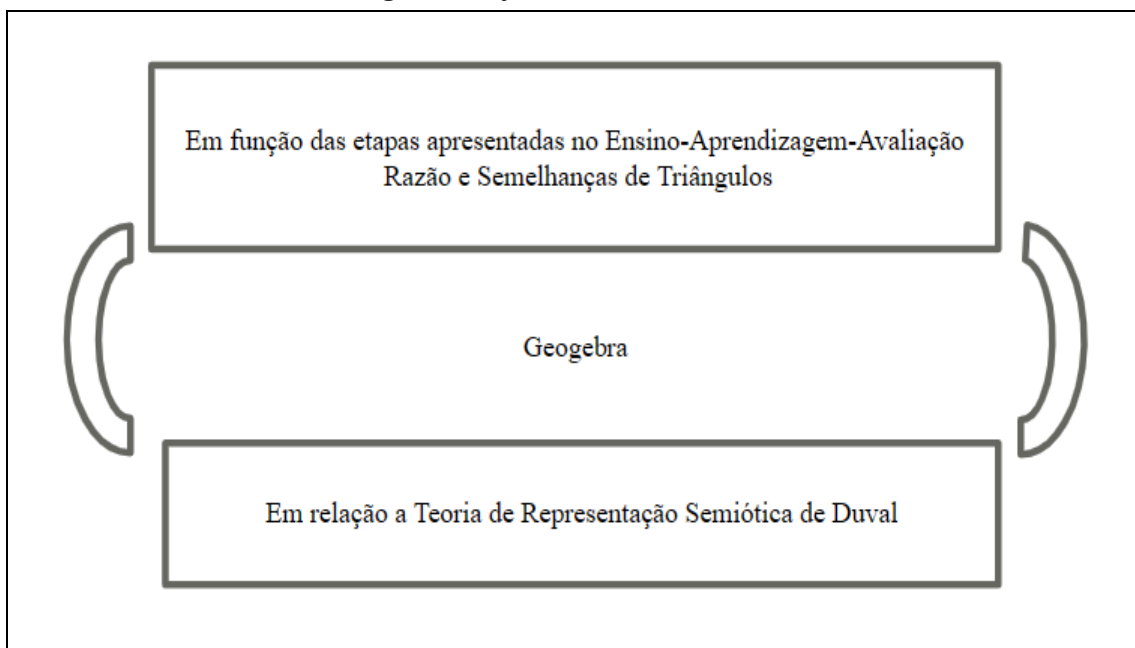 Em função das etapas apresentadas no Ensino-Aprendizagem-Avaliação
Razão e Semelhanças de Triângulos
Geogebra
Em relação a Teoria de Representação Semiótica de Duval